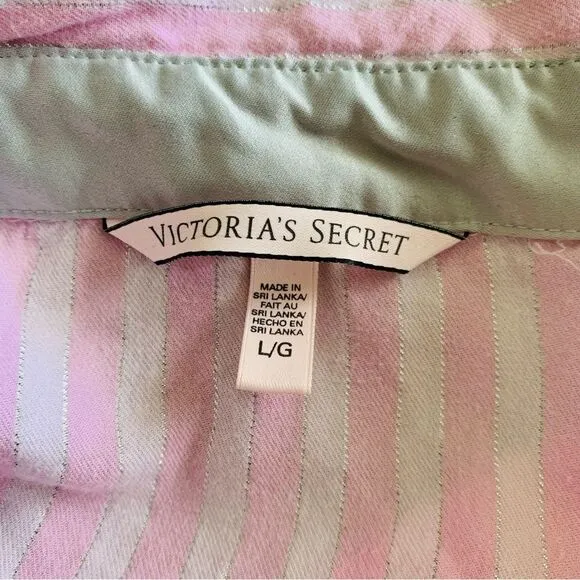 VICTORIA'S SECRET
MADE IN
SRI LANKA/
FAIT AU
SRI LANKA/
HECHO EN
SRI LANKA
L/G